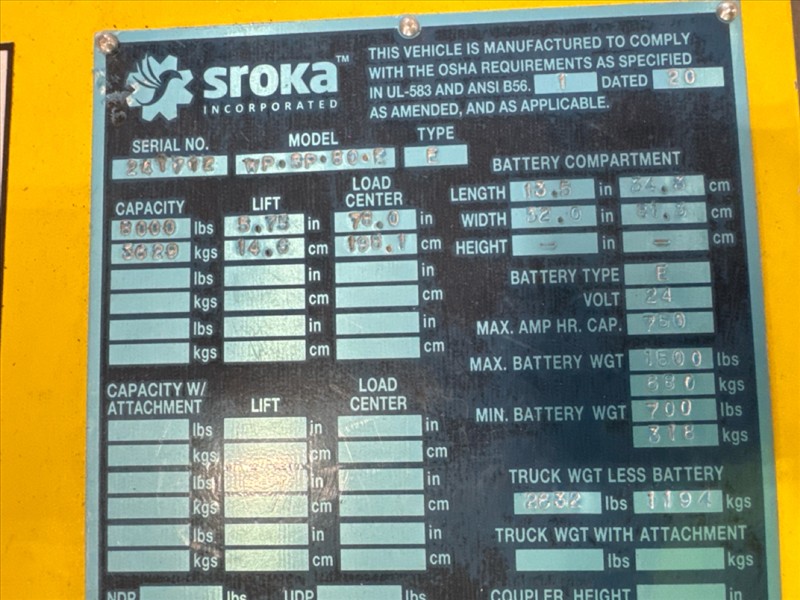 sroka™
INCORPORATED
THIS VEHICLE IS MANUFACTURED TO COMPLY
WITH THE OSHA REQUIREMENTS AS SPECIFIED
IN UL-583 AND ANSI B56. 1 DATED 20
AS AMENDED, AND AS APPLICABLE.
SERIAL NO. MODEL TYPE
E
BATTERY COMPARTMENT
CAPACITY LIFT LOAD CENTER
lbs 5.75 in in
kgs cm cm
lbs in in
kgs cm cm
lbs in in
kgs cm cm
LENGTH 13.5 in cm
WIDTH in cm
HEIGHT - in - cm
BATTERY TYPE E
VOLT 24
MAX. AMP HR. CAP. 750
MAX. BATTERY WGT 1500 lbs
680 kgs
MIN. BATTERY WGT 700 lbs
318 kgs
CAPACITY W/ ATTACHMENT LIFT LOAD CENTER
lbs in in
kgs cm cm
lbs in in
kgs cm cm
lbs in in
kgs cm cm
TRUCK WGT LESS BATTERY
2632 lbs 1194 kgs
TRUCK WGT WITH ATTACHMENT
lbs kgs
NDP lbs UDP lbs COUPLER HEIGHT in